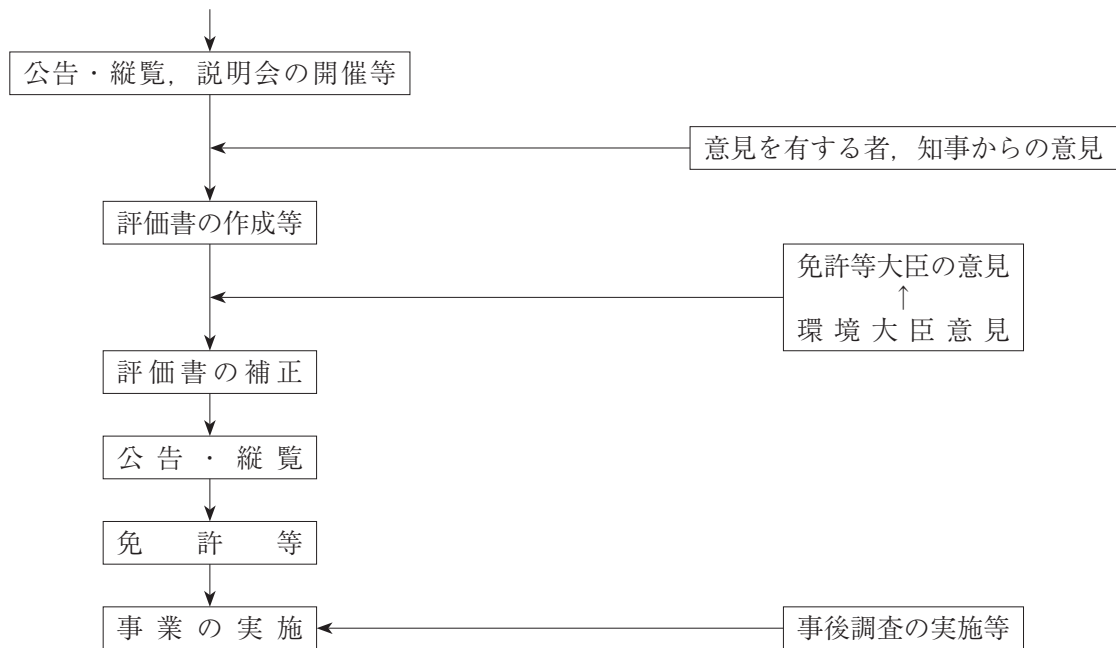 公告・縦覧，説明会の開催等
意見を有する者，知事からの意見
評価書の作成等
免許等大臣の意見
↑
環境大臣意見
評価書の補正
公告・縦覧
免許等
事業の実施
事後調査の実施等